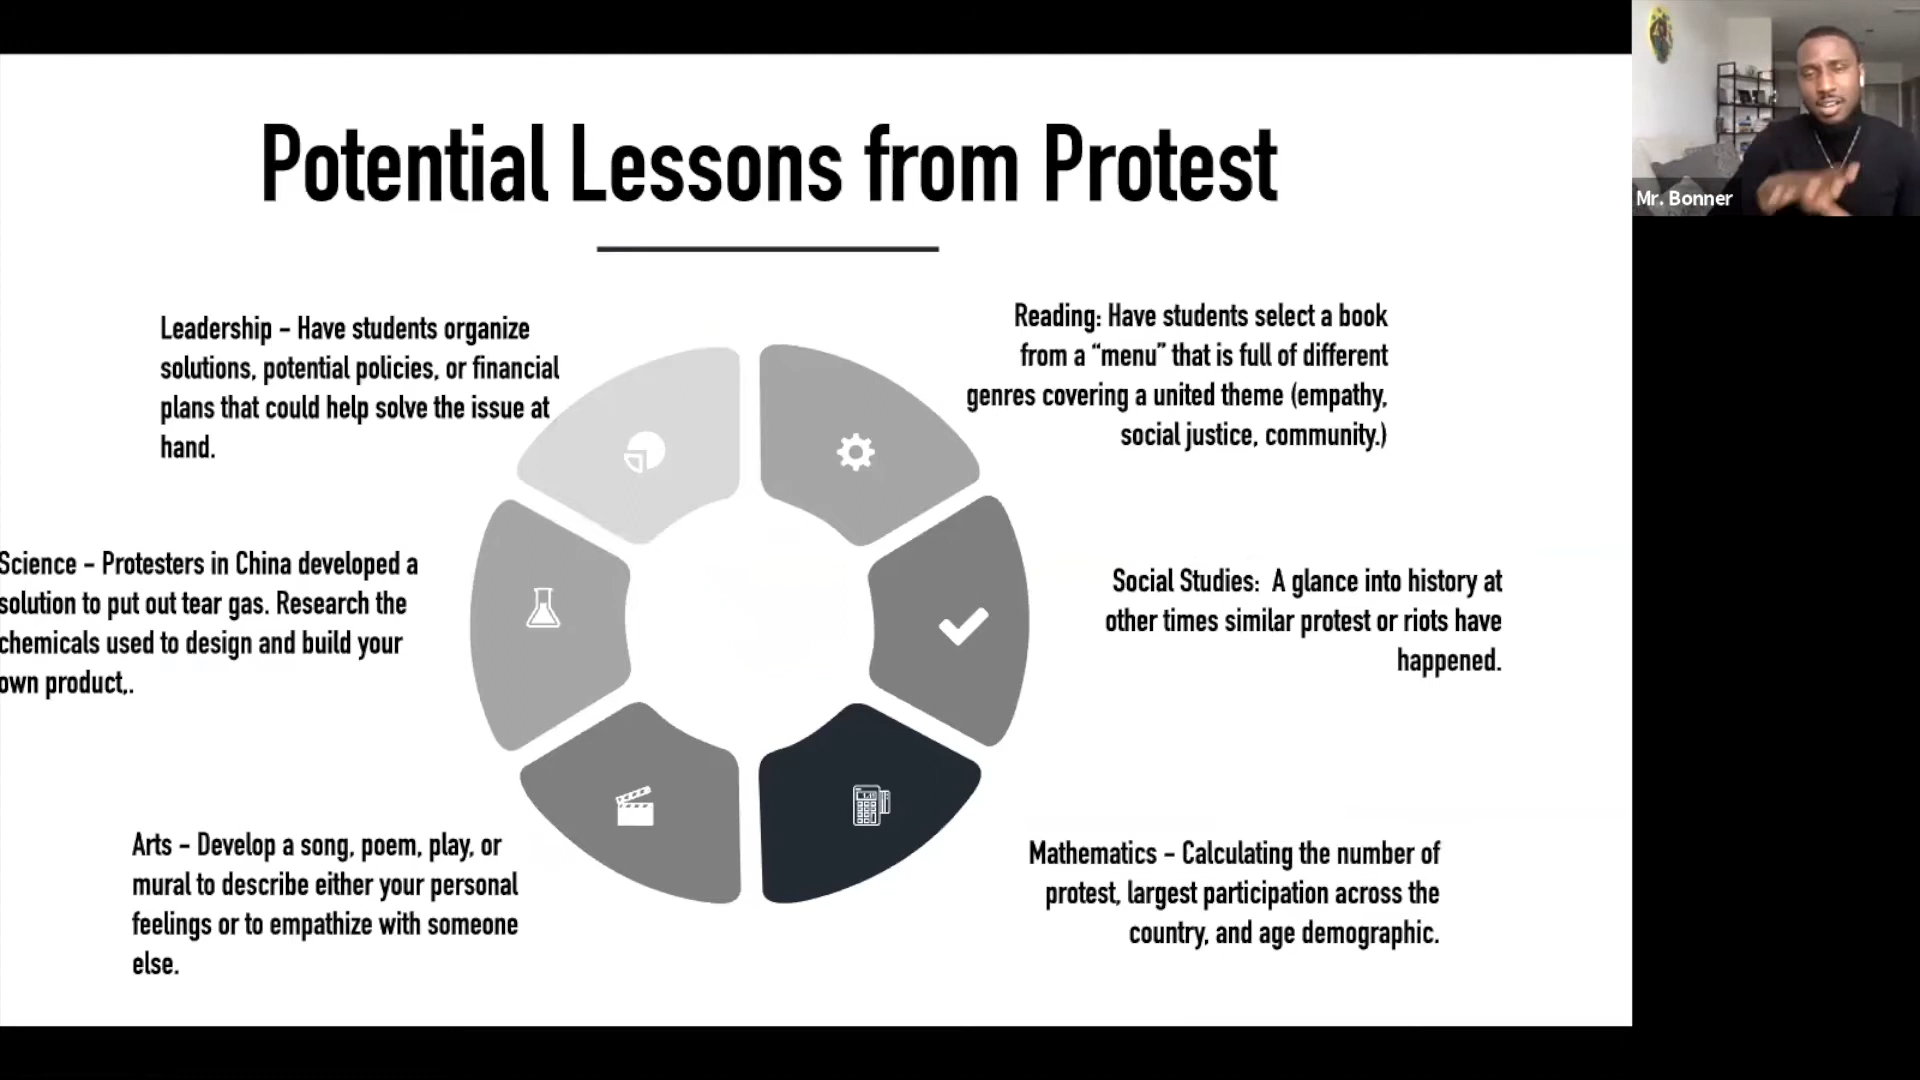 Potential Lessons from Protest
Mr. Bonner
Leadership – Have students organize
solutions, potential policies, or financial
plans that could help solve the issue at
hand.
Reading: Have students select a book
from a “menu” that is full of different
genres covering a united theme (empathy,
social justice, community.)
Science – Protesters in China developed a
solution to put out tear gas. Research the
chemicals used to design and build your
own product,.
Social Studies:  A glance into history at
other times similar protest or riots have
happened.
Arts – Develop a song, poem, play, or
mural to describe either your personal
feelings or to empathize with someone
else.
Mathematics – Calculating the number of
protest, largest participation across the
country, and age demographic.